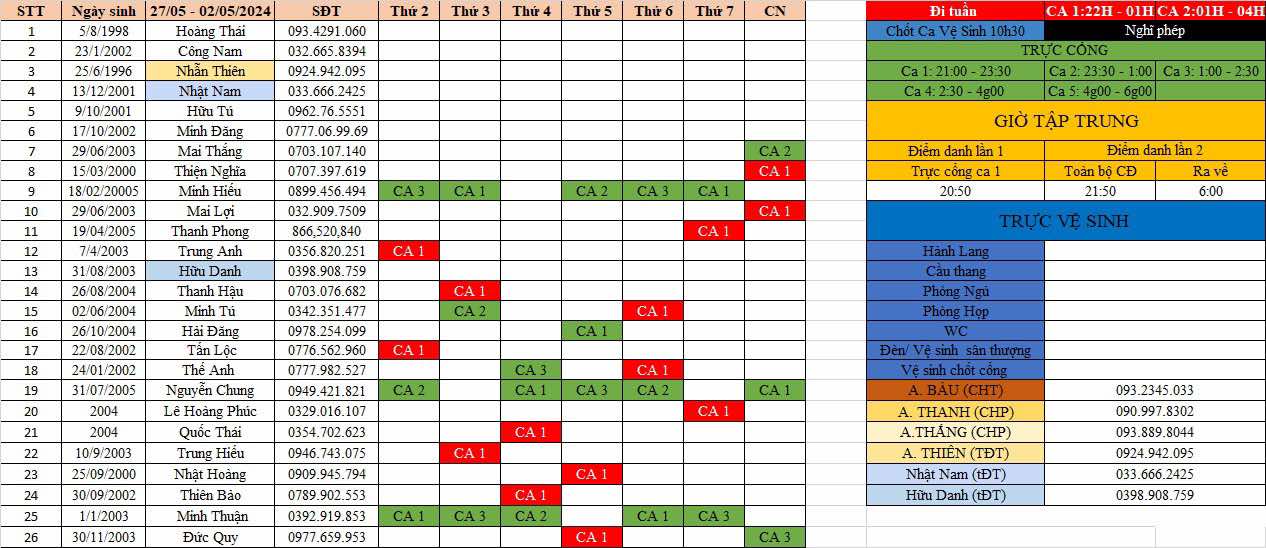 STT Ngày sinh 27/05 - 02/05/2024 SĐT Thứ 2 Thứ 3 Thứ 4 Thứ 5 Thứ 6 Thứ 7 CN Đi tuần CA 1:22H - 01H CA 2:01H - 04H
1 5/8/1998 Hoàng Thái 093.4291.060 Chốt Ca Vệ Sinh 10h30 Nghĩ phép
2 23/1/2002 Công Nam 032.665.8394 TRỰC CỔNG
3 25/6/1996 Nhẫn Thiên 0924.942.095 Ca 1: 21:00 - 23:30 Ca 2: 23:30 - 1:00 Ca 3: 1:00 - 2:30
4 13/12/2001 Nhật Nam 033.666.2425 Ca 4: 2:30 - 4g00 Ca 5: 4g00 - 6g00
5 9/10/2001 Hữu Tú 0962.76.5551 GIỜ TẬP TRUNG
6 17/10/2002 Minh Đăng 0777.06.99.69
7 29/06/2003 Mai Thắng 0703.107.140 CA 2 Điểm danh lần 1 Điểm danh lần 2
8 15/03/2000 Thiện Nghĩa 0707.397.619 CA 1 Trực cổng ca 1 Toàn bộ CĐ Ra về
9 18/02/20005 Minh Hiếu 0899.456.494 CA 3 CA 1 CA 2 CA 3 CA 1 20:50 21:50 6:00
10 29/06/2003 Mai Lợi 032.909.7509 CA 1 TRỰC VỆ SINH
11 19/04/2005 Thanh Phong 866,520,840 CA 1
12 7/4/2003 Trung Anh 0356.820.251 CA 1 Hành Lang
13 31/08/2003 Hữu Danh 0398.908.759 Cầu thang
14 26/08/2004 Thanh Hậu 0703.076.682 CA 1 Phòng Ngủ
15 02/06/2004 Minh Tú 0342.351.477 CA 2 CA 1 Phòng Họp
16 26/10/2004 Hải Đăng 0978.254.099 CA 1 WC
17 22/08/2002 Tấn Lộc 0776.562.960 CA 1 Đèn/ Vệ sinh sân thượng
18 24/01/2002 Thế Anh 0777.982.527 CA 3 CA 1 Vệ sinh chốt cổng
19 31/07/2005 Nguyễn Chung 0949.421.821 CA 2 CA 1 CA 3 CA 2 CA 1 A. BẢU (CHT) 093.2345.033
20 2004 Lê Hoàng Phúc 0329.016.107 CA 1 A. THANH (CHP) 090.997.8302
21 2004 Quốc Thái 0354.702.623 CA 1 A.THẮNG (CHP) 093.889.8044
22 10/9/2003 Trung Hiếu 0946.743.075 CA 1 A. THIÊN (TĐT) 0924.942.095
23 25/09/2000 Nhật Hoàng 0909.945.794 CA 1 Nhật Nam (tĐT) 033.666.2425
24 30/09/2002 Thiên Bảo 0789.902.553 CA 1 Hữu Danh (tĐT) 0398.908.759
25 1/1/2003 Minh Thuận 0392.919.853 CA 1 CA 3 CA 2 CA 1 CA 3
26 30/11/2003 Đức Quy 0977.659.953 CA 1 CA 3